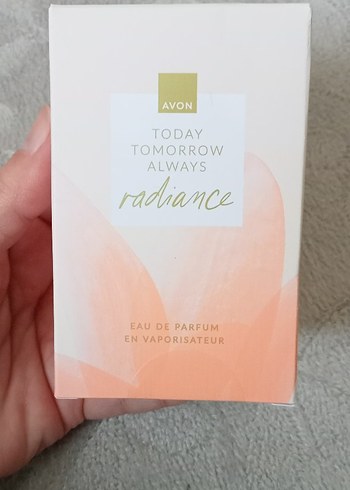 AVON
TODAY
TOMORROW
ALWAYS
radiance
EAU DE PARFUM
EN VAPORISATEUR